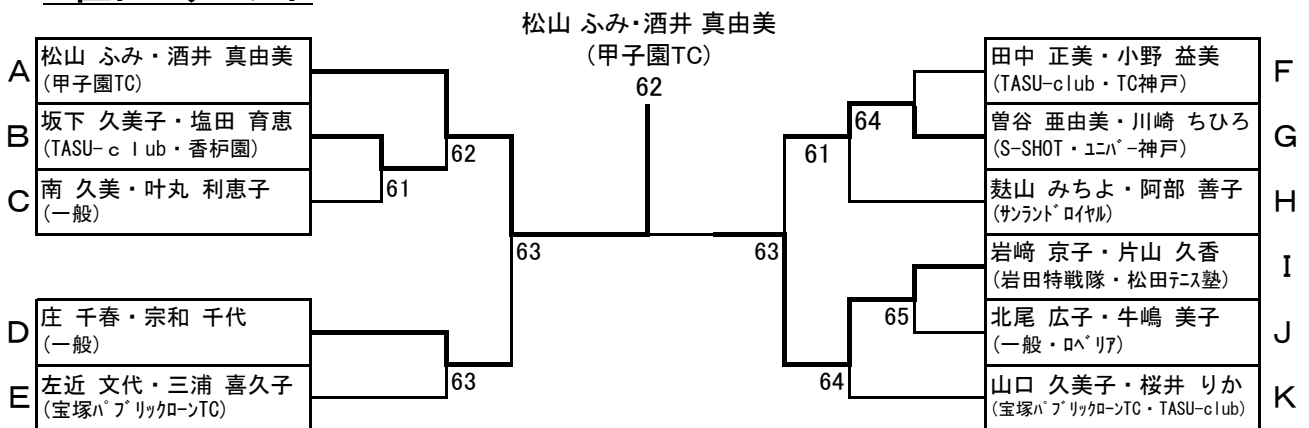 松山 ふみ・酒井 真由美
(甲子園TC)
62
A
松山 ふみ・酒井 真由美
(甲子園TC)
B
坂下 久美子・塩田 育恵
(TASU-ｃｌub・香枦園)
C
南 久美・叶丸 利恵子
(一般)
D
庄 千春・宗和 千代
(一般)
E
左近 文代・三浦 喜久子
(宝塚ﾊﾟﾌﾞﾘｯｸﾛｰﾝTC)
62
61
63
63
田中 正美・小野 益美
(TASU-club・TC神戸)
F
曽谷 亜由美・川崎 ちひろ
(S-SHOT・ﾕﾆﾊﾞｰ神戸)
G
麸山 みちよ・阿部 善子
(ｻﾝﾗﾝﾄﾞﾛｲﾔﾙ)
H
岩﨑 京子・片山 久香
(岩田特戦隊・松田ﾃﾆｽ塾)
I
北尾 広子・牛嶋 美子
(一般・ﾛﾍﾞﾘｱ)
J
山口 久美子・桜井 りか
(宝塚ﾊﾟﾌﾞﾘｯｸﾛｰﾝTC・TASU-club)
K
64
61
63
65
64